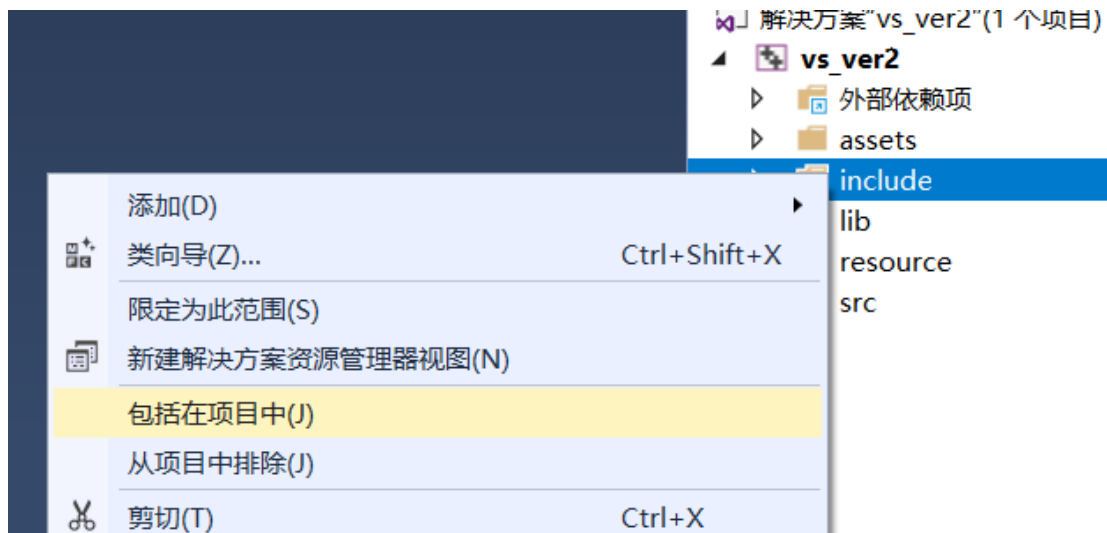 解决方案"vs_ver2"(1 个项目)
vs_ver2
外部依赖项
assets
include
lib
resource
src
添加(D)
类向导(Z)... Ctrl+Shift+X
限定为此范围(S)
新建解决方案资源管理器视图(N)
包括在项目中(J)
从项目中排除(J)
剪切(T) Ctrl+X